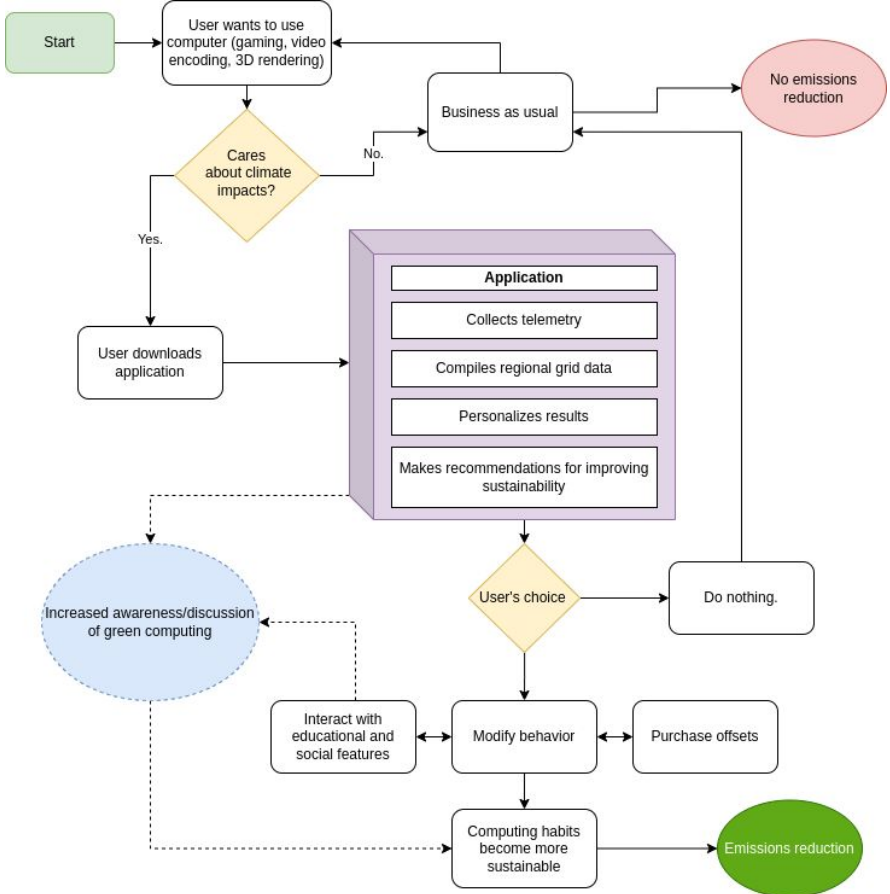 Start
User wants to use
computer (gaming, video
encoding, 3D rendering)
Business as usual
No emissions
reduction
Cares
about climate
impacts?
No.
Yes.
User downloads
application
Application
Collects telemetry
Compiles regional grid data
Personalizes results
Makes recommendations for improving
sustainability
User's choice
Do nothing.
Increased awareness/discussion
of green computing
Interact with
educational and
social features
Modify behavior
Purchase offsets
Computing habits
become more
sustainable
Emissions reduction